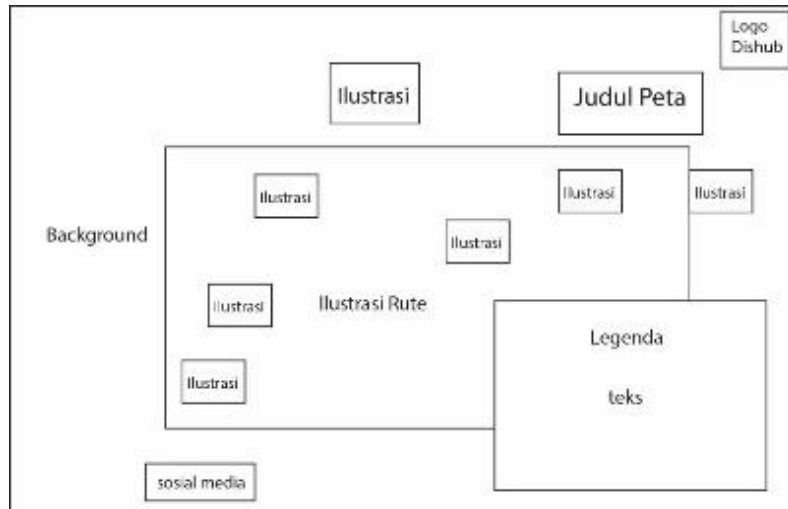 Logo
Dishub
Ilustrasi
Judul Peta
Ilustrasi
Ilustrasi
Ilustrasi
Background
Ilustrasi
Ilustrasi
Ilustrasi Rute
Legenda
Ilustrasi
teks
sosial media